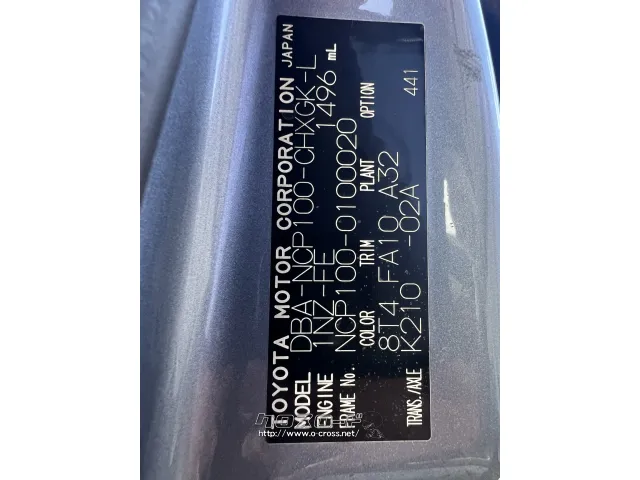 TOYOTA MOTOR CORPORATION JAPAN
MODEL DBA-NCP100-CHXGK-L
ENGINE 1NZ-FE 1496 mL
FRAME No. NCP100-0100020
COLOR TRIM PLANT OPTION
8T4 FA10 A32
TRANS./AXLE K210 -02A 441
http://www.o-cross.net/